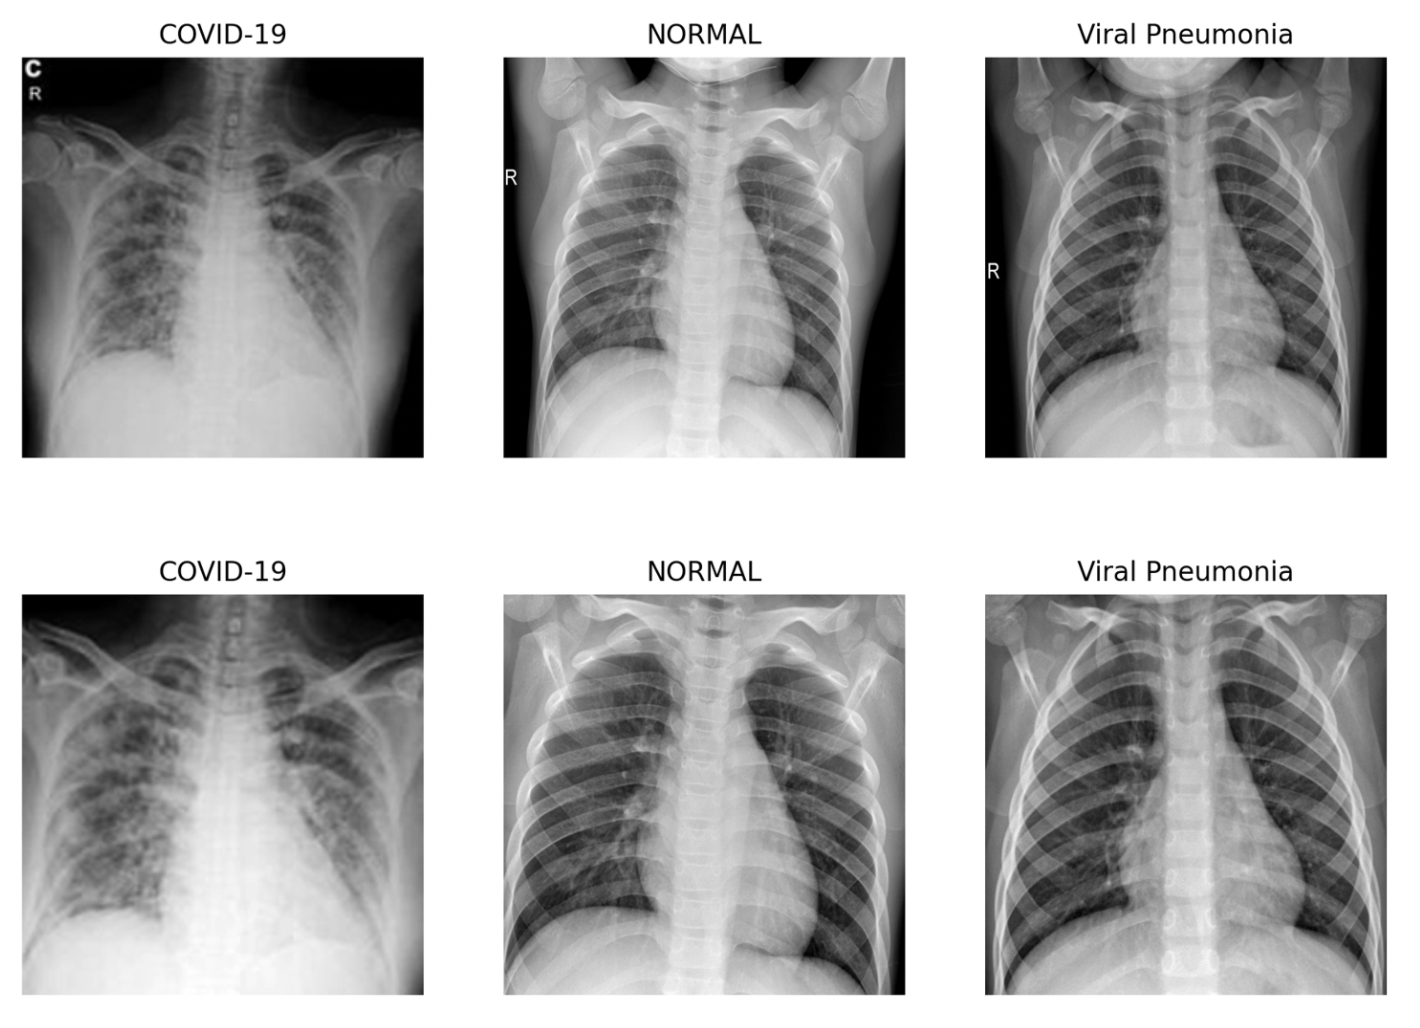 COVID-19
NORMAL
Viral Pneumonia
C
R
R
R
COVID-19
NORMAL
Viral Pneumonia